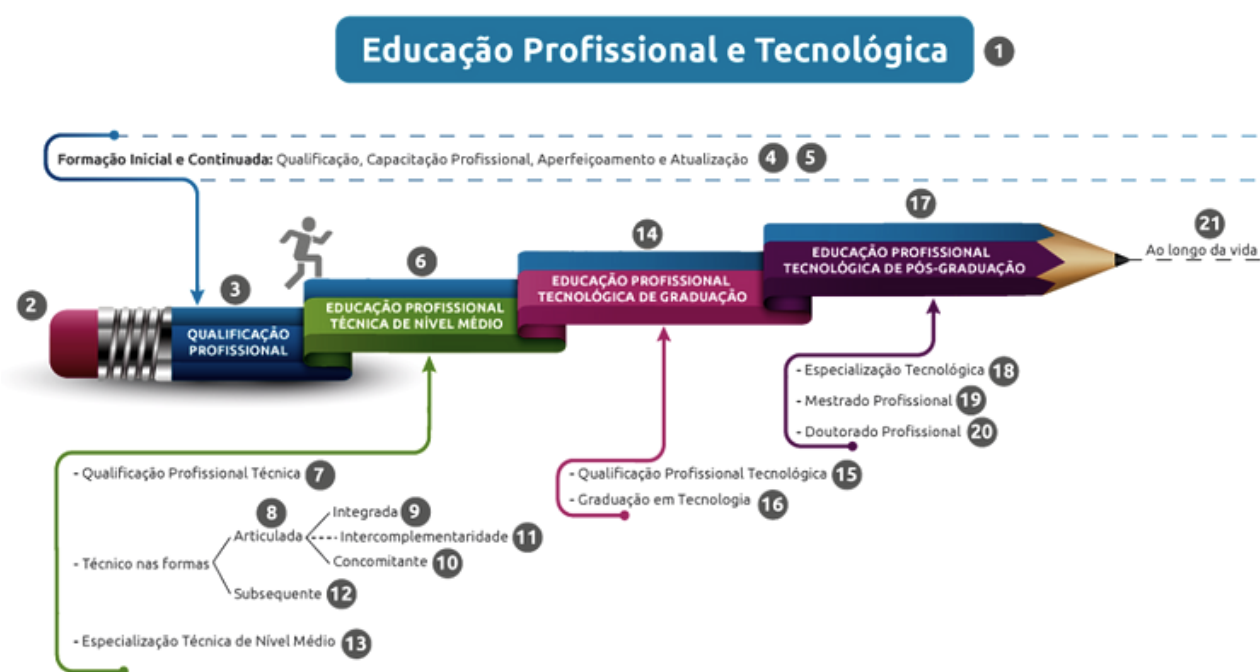 Educação Profissional e Tecnológica 1
Formação Inicial e Continuada: Qualificação, Capacitação Profissional, Aperfeiçoamento e Atualização 4 5
2
3
QUALIFICAÇÃO
PROFISSIONAL
6
EDUCAÇÃO PROFISSIONAL
TÉCNICA DE NÍVEL MÉDIO
14
EDUCAÇÃO PROFISSIONAL
TECNOLÓGICA DE GRADUAÇÃO
17
EDUCAÇÃO PROFISSIONAL
TECNOLÓGICA DE PÓS-GRADUAÇÃO
21
Ao longo da vida
- Qualificação Profissional Técnica 7
- Técnico nas formas
8
Articulada
Integrada 9
Intercomplementaridade 11
Concomitante 10
Subsequente 12
- Especialização Técnica de Nível Médio 13
- Qualificação Profissional Tecnológica 15
- Graduação em Tecnologia 16
- Especialização Tecnológica 18
- Mestrado Profissional 19
- Doutorado Profissional 20